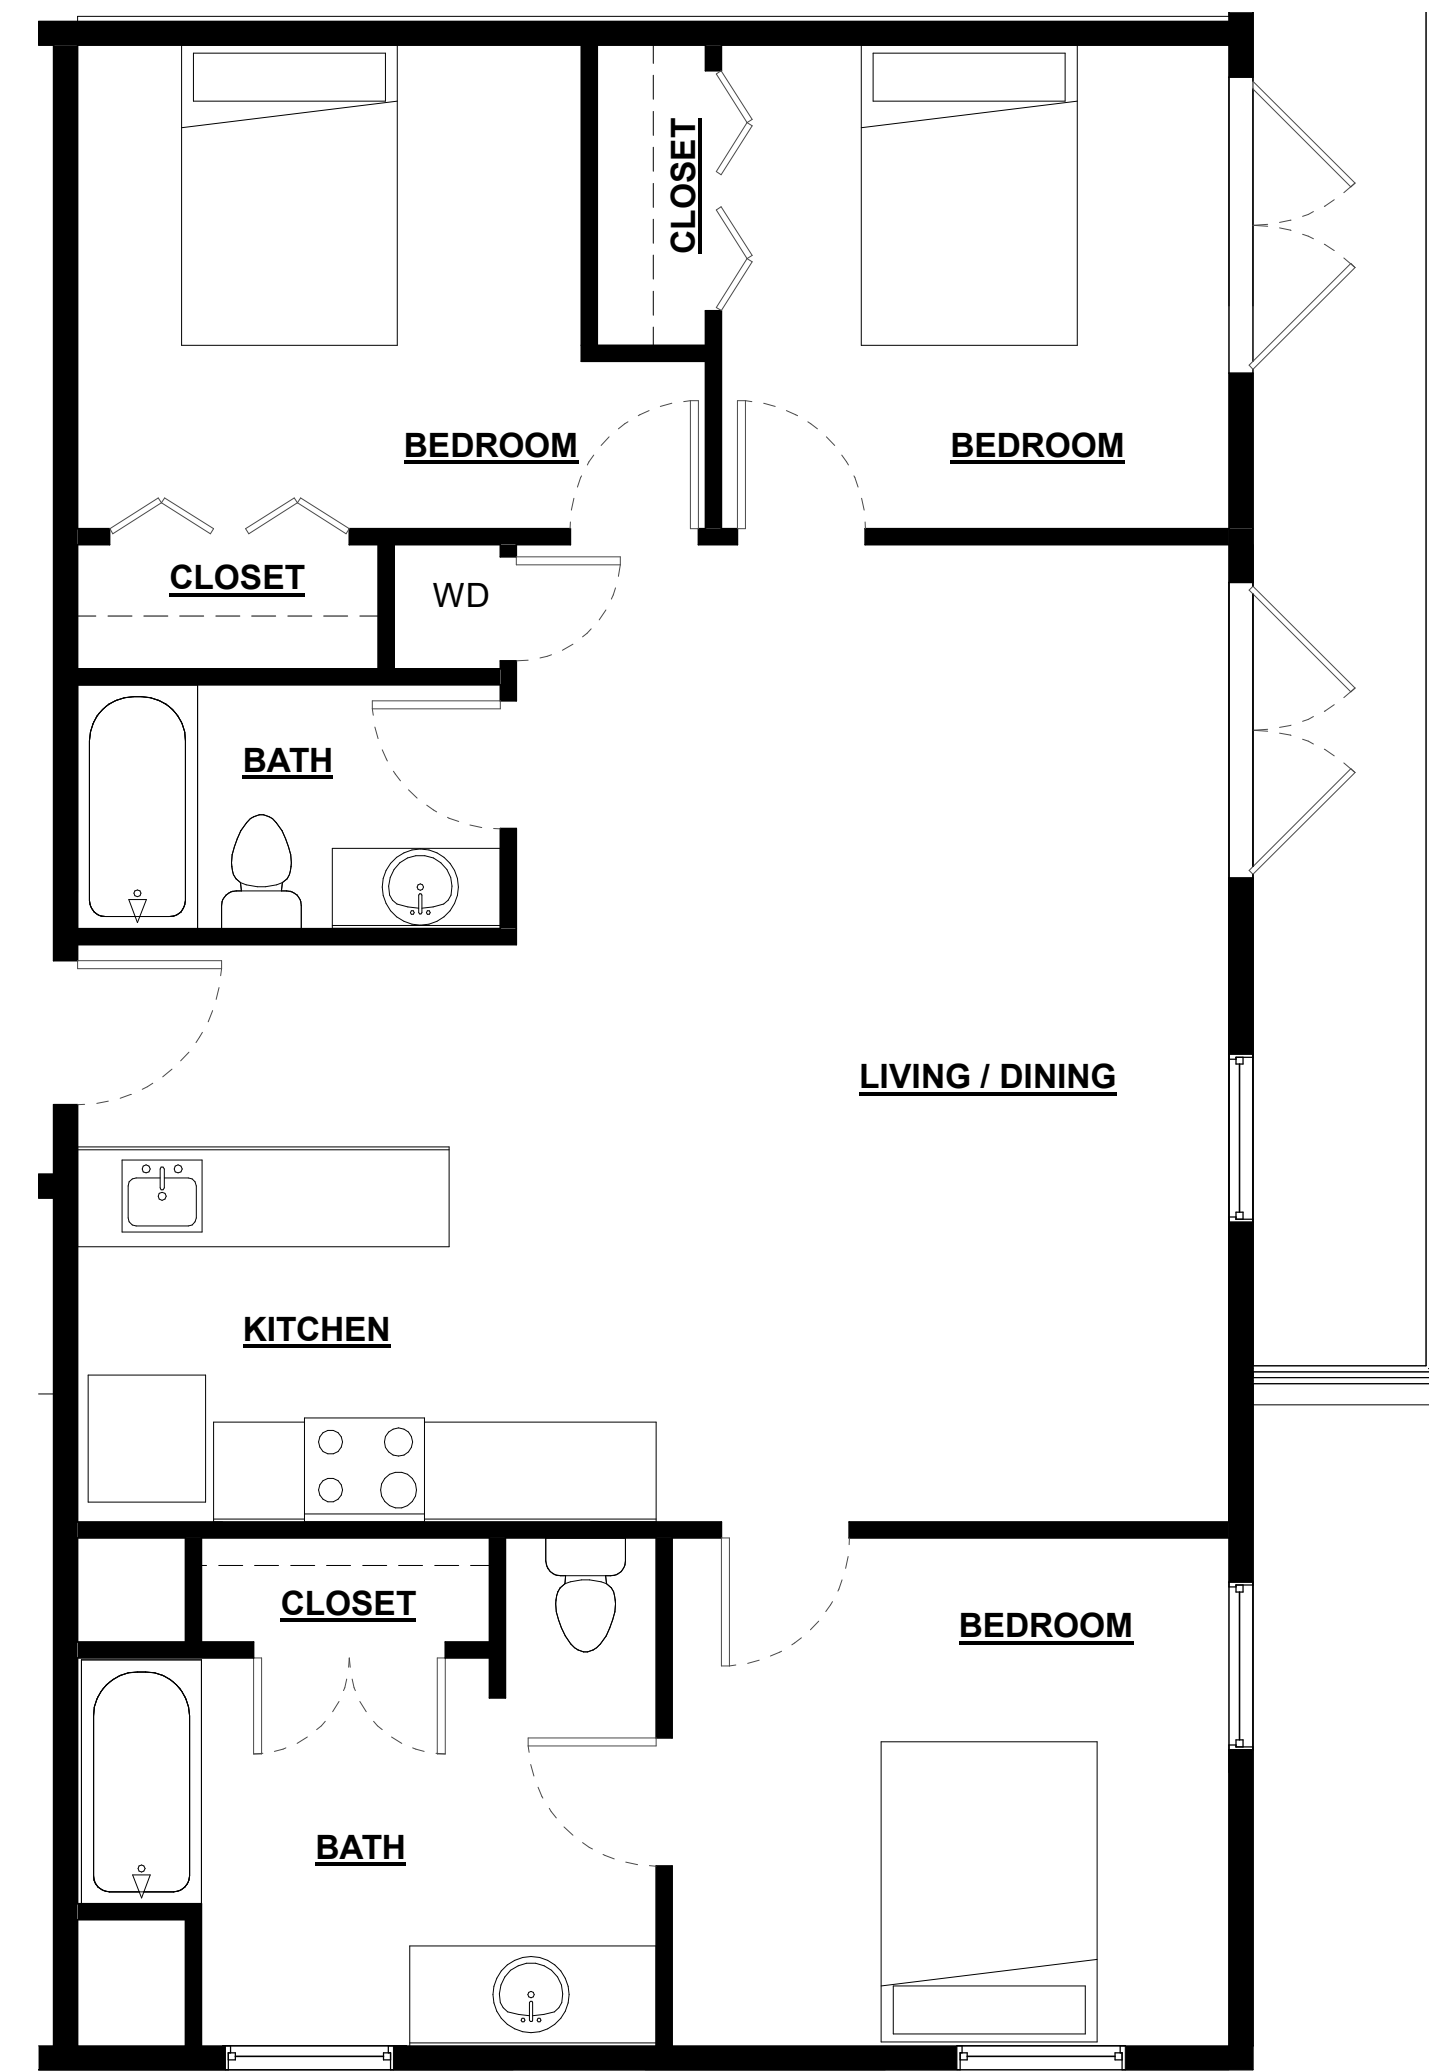 CLOSET
BEDROOM
BEDROOM
CLOSET
WD
BATH
LIVING / DINING
KITCHEN
CLOSET
BEDROOM
BATH